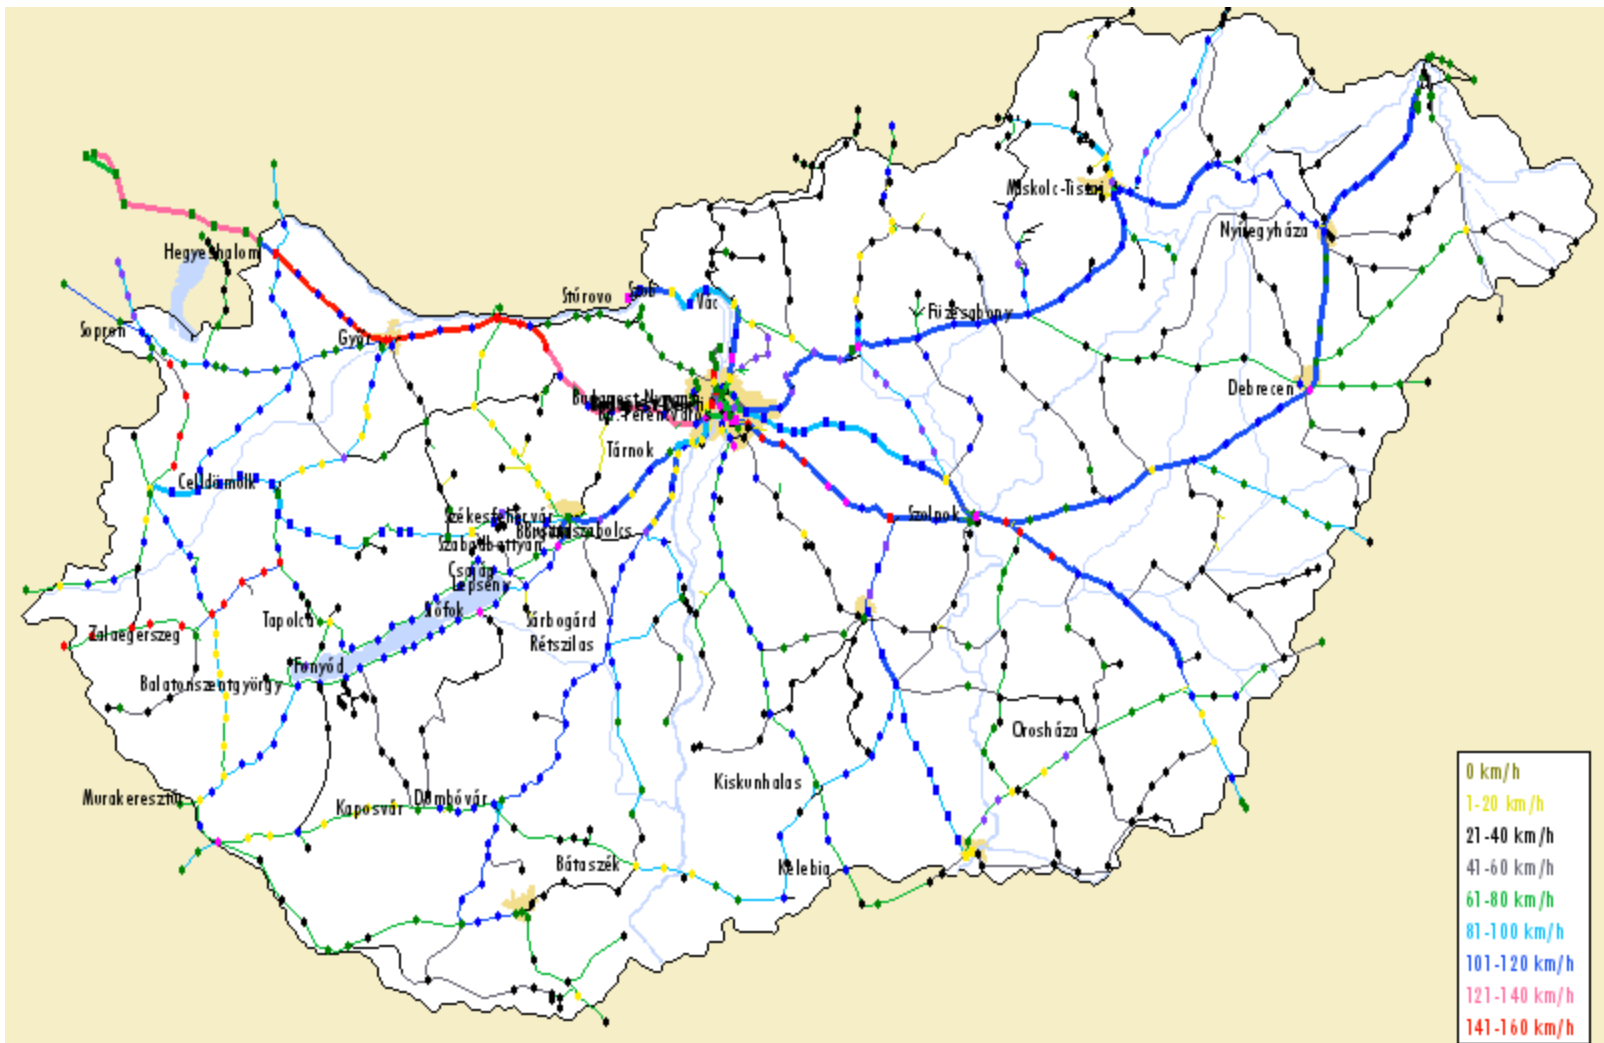 Miskolc-Tiszai
Nyíregyháza
Hegyeshalom
Štúrovo
Szob
Vác
Füzesabony
Sopron
Győr
Debrecen
Tárnok
Celldömölk
Székesfehérvár
Szolnok
Szabadbattyán
Csajág
Lepsény
Siófok
Tapolca
Sárbogárd
Rétszilas
Zalaegerszeg
Fonyód
Balatonszentgyörgy
Orosháza
Kiskunhalas
Murakeresztúr
Kaposvár
Dombóvár
Bátaszék
Kelebia
0 km/h
1-20 km/h
21-40 km/h
41-60 km/h
61-80 km/h
81-100 km/h
101-120 km/h
121-140 km/h
141-160 km/h